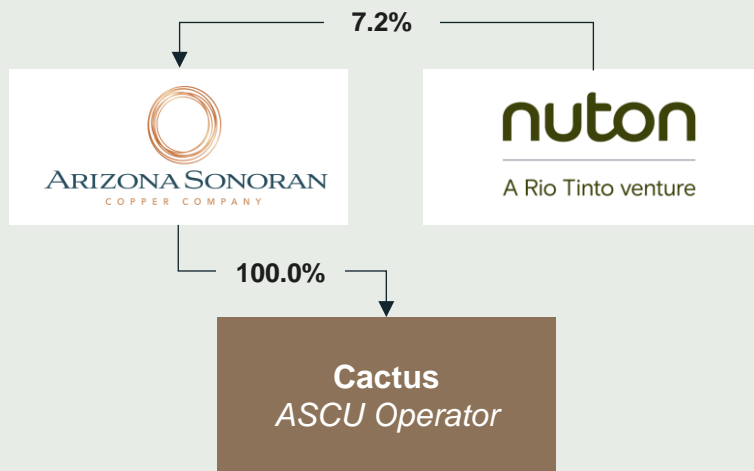 7.2%
ARIZONA SONORAN
COPPER COMPANY
nuton
A Rio Tinto venture
100.0%
Cactus
ASCU Operator